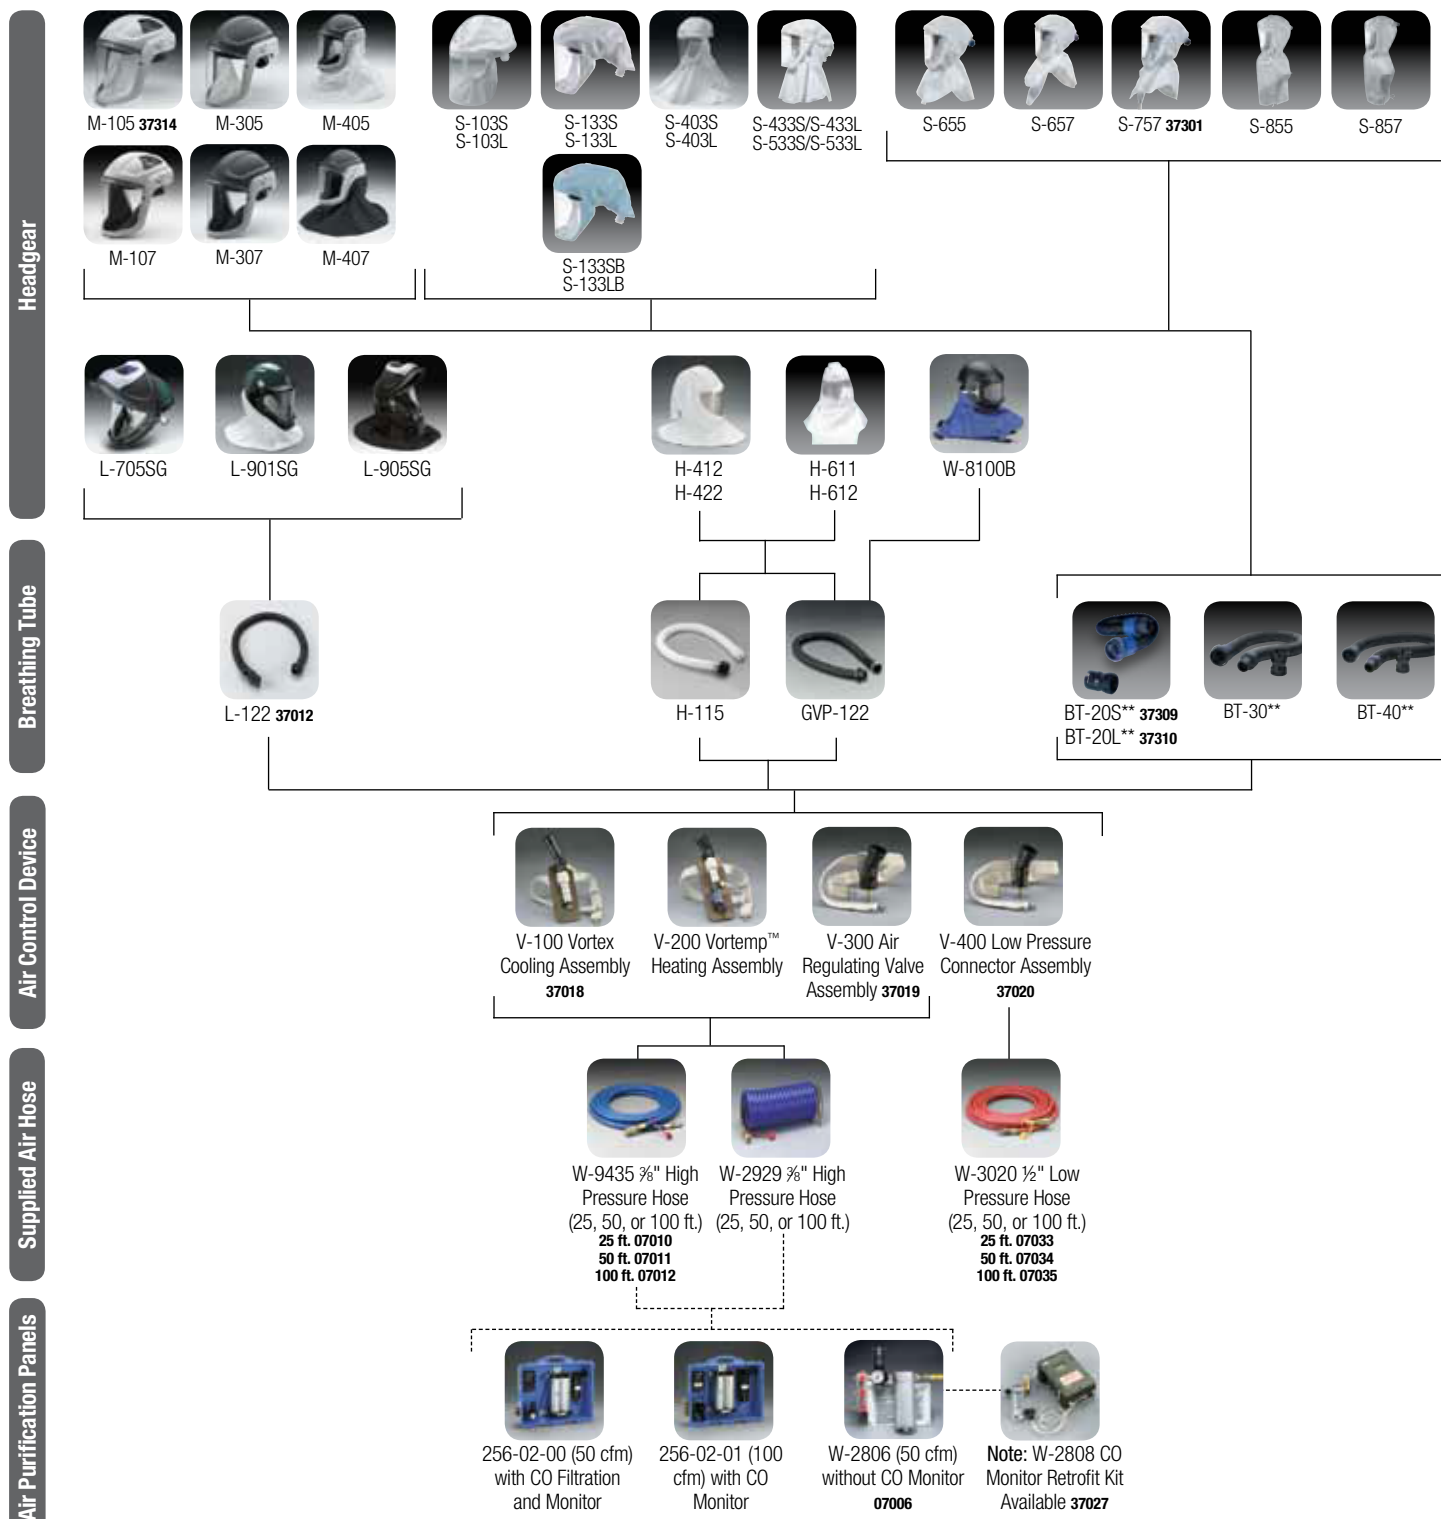 Headgear
M-105 37314
M-305
M-405
S-103S
S-103L
S-133S
S-133L
S-403S
S-403L
S-433S/S-433L
S-533S/S-533L
S-655
S-657
S-757 37301
S-855
S-857
M-107
M-307
M-407
S-133SB
S-133LB
L-705SG
L-901SG
L-905SG
H-412
H-422
H-611
H-612
W-8100B
Breathing Tube
L-122 37012
H-115
GVP-122
BT-20S** 37309
BT-20L** 37310
BT-30**
BT-40**
Air Control Device
V-100 Vortex
Cooling Assembly
37018
V-200 Vortemp™
Heating Assembly
V-300 Air
Regulating Valve
Assembly 37019
V-400 Low Pressure
Connector Assembly
37020
Supplied Air Hose
W-9435 ⅜" High
Pressure Hose
(25, 50, or 100 ft.)
25 ft. 07010
50 ft. 07011
100 ft. 07012
W-2929 ⅜" High
Pressure Hose
(25, 50, or 100 ft.)
W-3020 ½" Low
Pressure Hose
(25, 50, or 100 ft.)
25 ft. 07033
50 ft. 07034
100 ft. 07035
Air Purification Panels
256-02-00 (50 cfm)
with CO Filtration
and Monitor
256-02-01 (100
cfm) with CO
Monitor
W-2806 (50 cfm)
without CO Monitor
07006
Note: W-2808 CO
Monitor Retrofit Kit
Available 37027